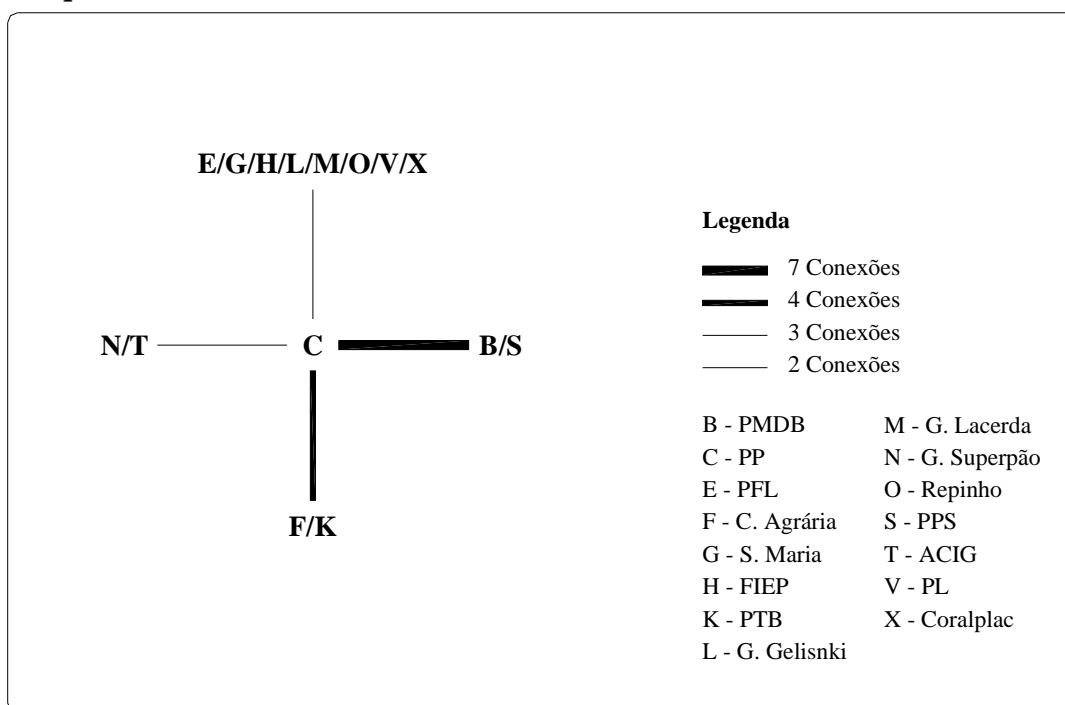 E/G/H/L/M/O/V/X
N/T C B/S
F/K
Legenda
7 Conexões
4 Conexões
3 Conexões
2 Conexões
B - PMDB
C - PP
E - PFL
F - C. Agrária
G - S. Maria
H - FIEP
K - PTB
L - G. Gelisnki
M - G. Lacerda
N - G. Superpão
O - Repinho
S - PPS
T - ACIG
V - PL
X - Coralplac